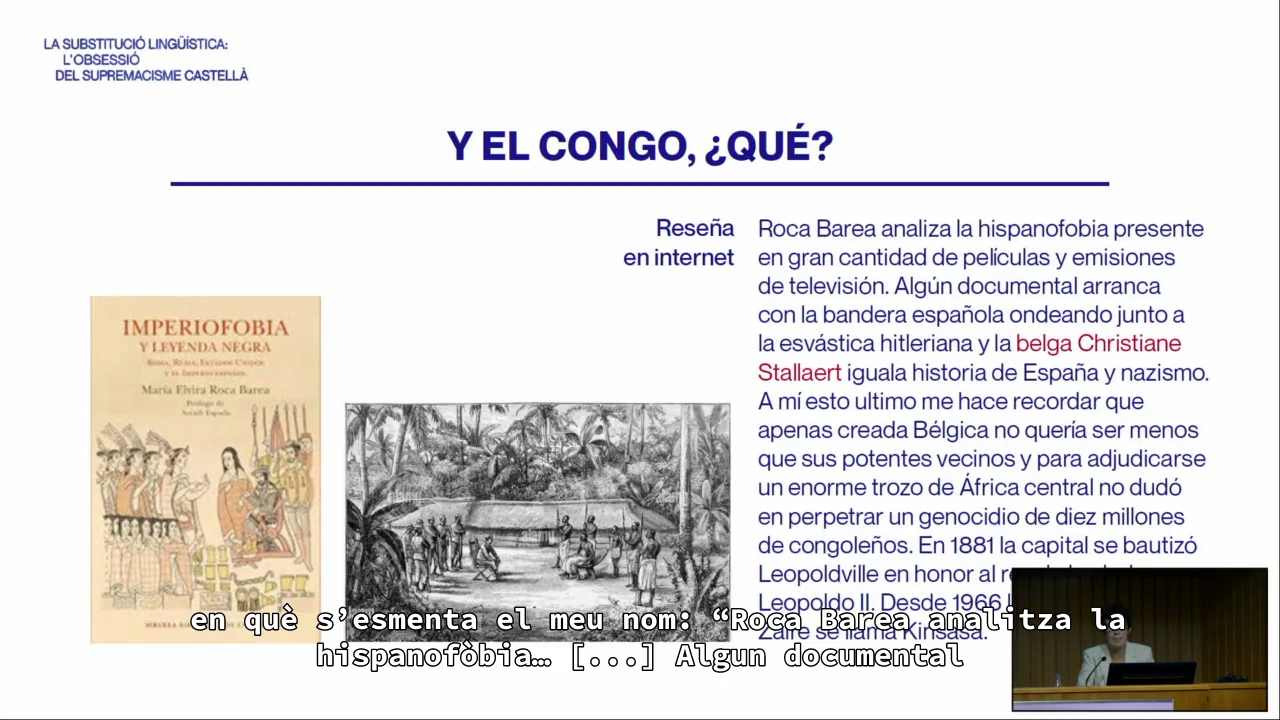 LA SUBSTITUCIÓ LINGÜÍSTICA:
L'OBSESSIÓ
DEL SUPREMACISME CASTELLÀ
Y EL CONGO, ¿QUÉ?
Reseña
en internet
Roca Barea analiza la hispanofobia presente
en gran cantidad de películas y emisiones
de televisión. Algún documental arranca
con la bandera española ondeando junto a
la esvástica hitleriana y la belga Christiane
Stallaert iguala historia de España y nazismo.
A mí esto ultimo me hace recordar que
apenas creada Bélgica no quería ser menos
que sus potentes vecinos y para adjudicarse
un enorme trozo de África central no dudó
en perpetrar un genocidio de diez millones
de congoleños. En 1881 la capital se bautizó
Leopoldville en honor al
Leopoldo II. Desde 1966
Zaire se llama Kinsasa.
IMPERIOFOBIA
Y LEYENDA NEGRA
ROMA, RUSIA, ESTADOS UNIDOS
Y EL IMPERIO ESPAÑOL
María Elvira Roca Barea
Prólogo de
Arcadi Espada
SIRUELA
en què s'esmenta el meu nom: “Roca Barea analitza la
hispanofòbia… [...] Algun documental